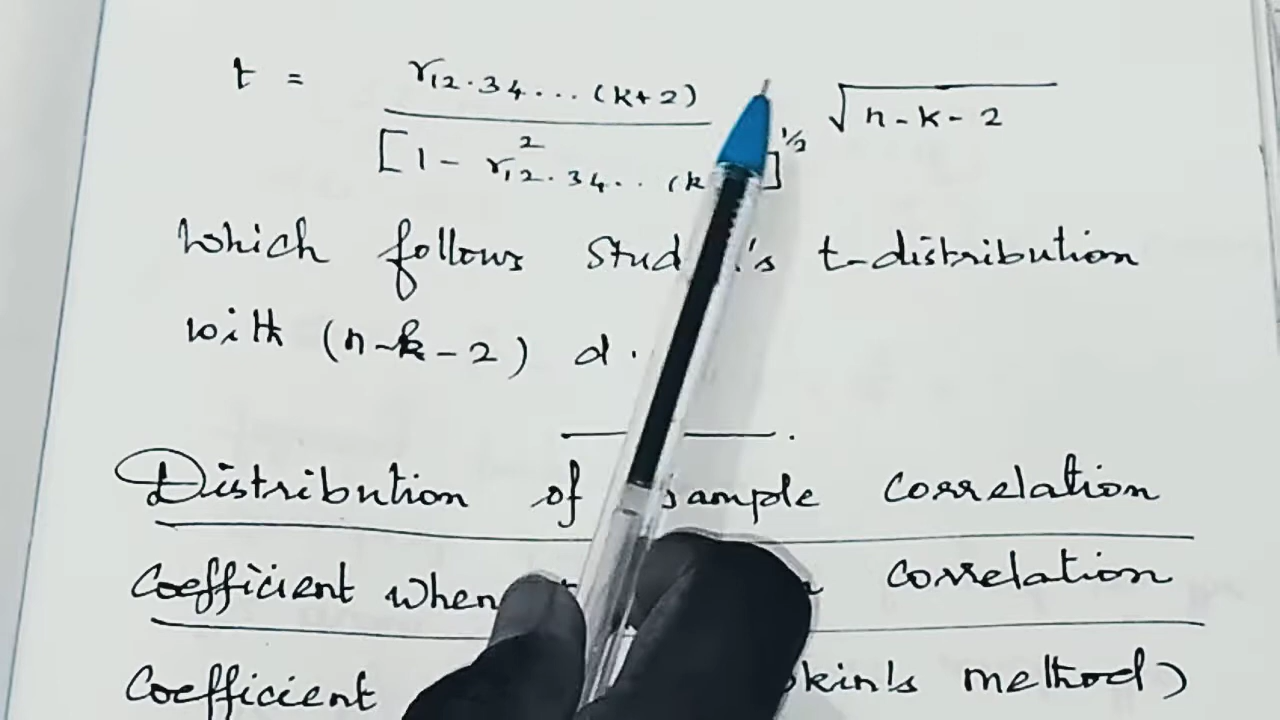 t = r12.34...(k+2) √n-k-2
[1 - r²12.34..(k ]^1/2
which follows Stud 's t-distribution
with (n-k-2) d.
Distribution of sample correlation
Coefficient when correlation
Coefficient method)